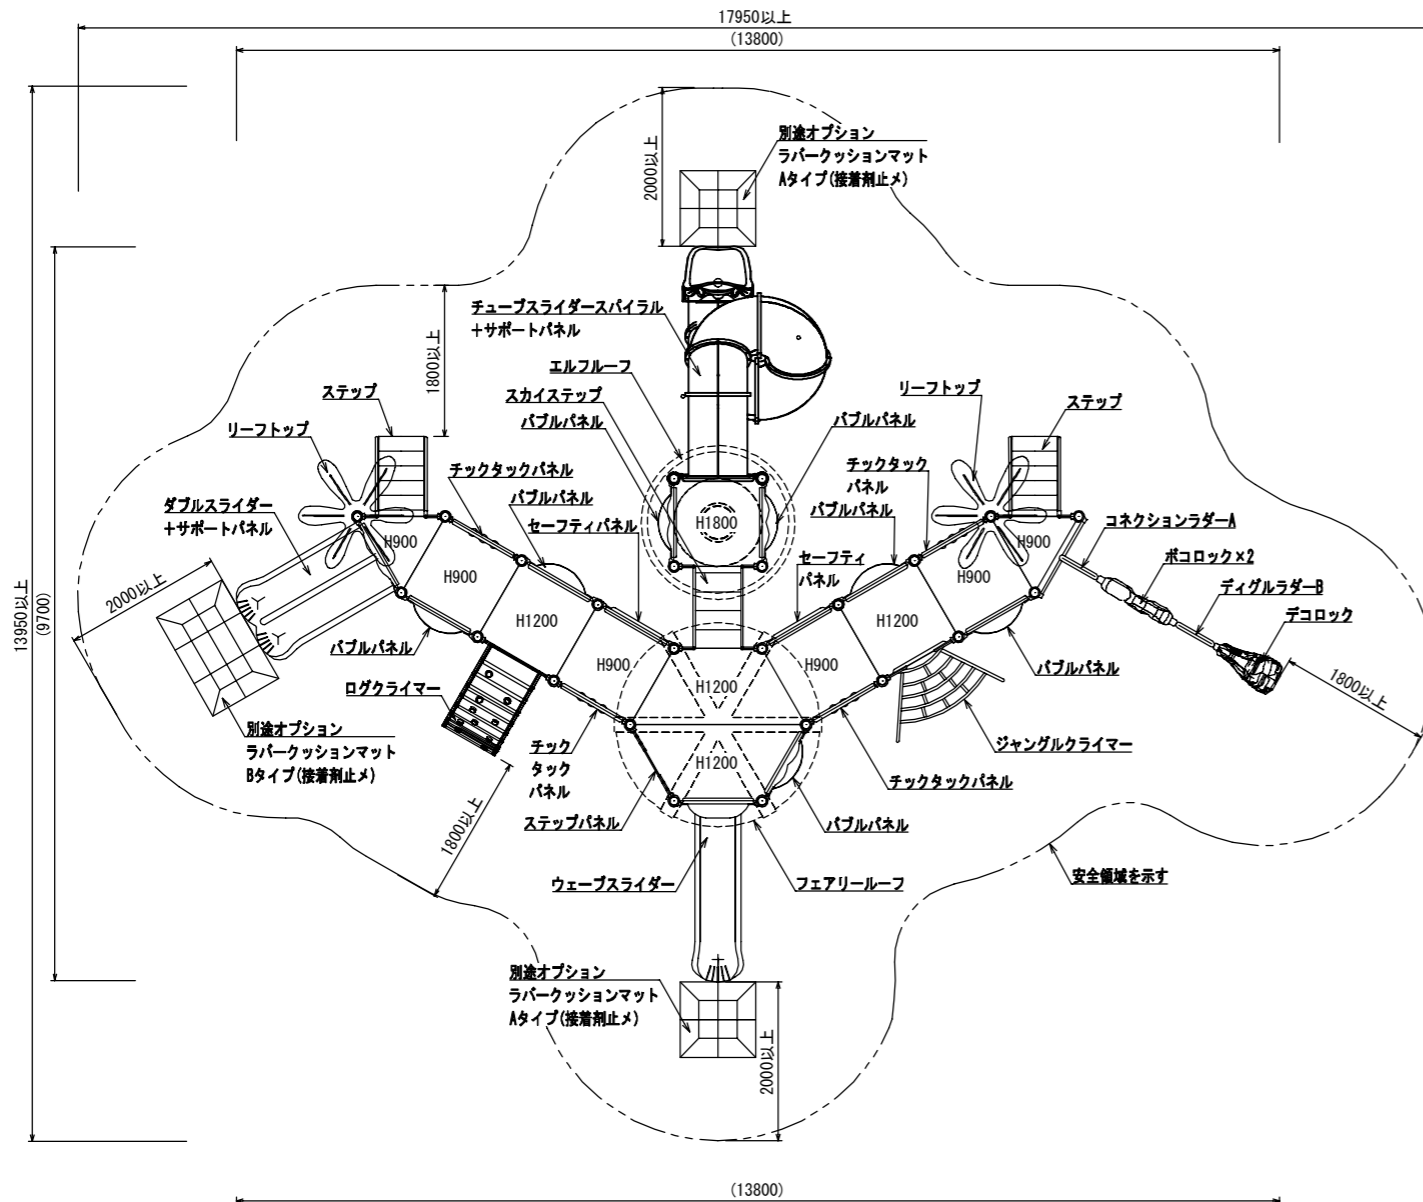 17950以上
(13800)
別途オプション
ラバークッションマット
Aタイプ(接着剤止メ)
2000以上
チューブスライダースパイラル
+サポートパネル
1800以上
エルフルーフ
スカイステップ
バブルパネル
ステップ
リーフトップ
チックタックパネル
バブルパネル
セーフティパネル
ダブルスライダー
+サポートパネル
リーフトップ
ステップ
バブルパネル
チックタック
パネル
バブルパネル
セーフティ
パネル
コネクションラダーA
ポコロック×2
ディグルラダーB
デコロック
H1800
H900
H900
H1200
H900
H1200
H1200
H900
H1200
H900
H900
13950以上
(9700)
2000以上
バブルパネル
ログクライマー
別途オプション
ラバークッションマット
Bタイプ(接着剤止メ)
チック
タック
パネル
ステップパネル
1800以上
バブルパネル
1800以上
ジャングルクライマー
チックタックパネル
バブルパネル
ウェーブスライダー
フェアリールーフ
安全領域を示す
別途オプション
ラバークッションマット
Aタイプ(接着剤止メ)
2000以上
(13800)